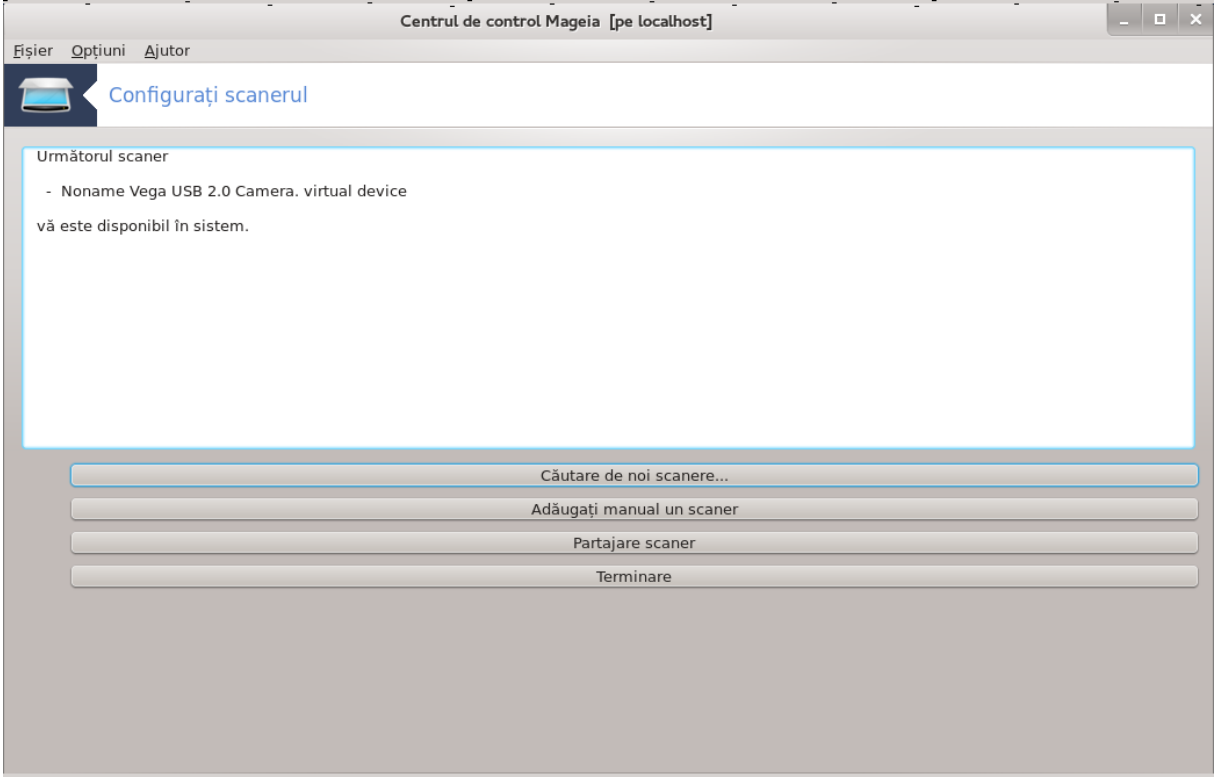 Centrul de control Mageia [pe localhost]
Fișier Opțiuni Ajutor
Configurați scanerul
Următorul scaner
- Noname Vega USB 2.0 Camera. virtual device
vă este disponibil în sistem.
Căutare de noi scanere...
Adăugați manual un scaner
Partajare scaner
Terminare